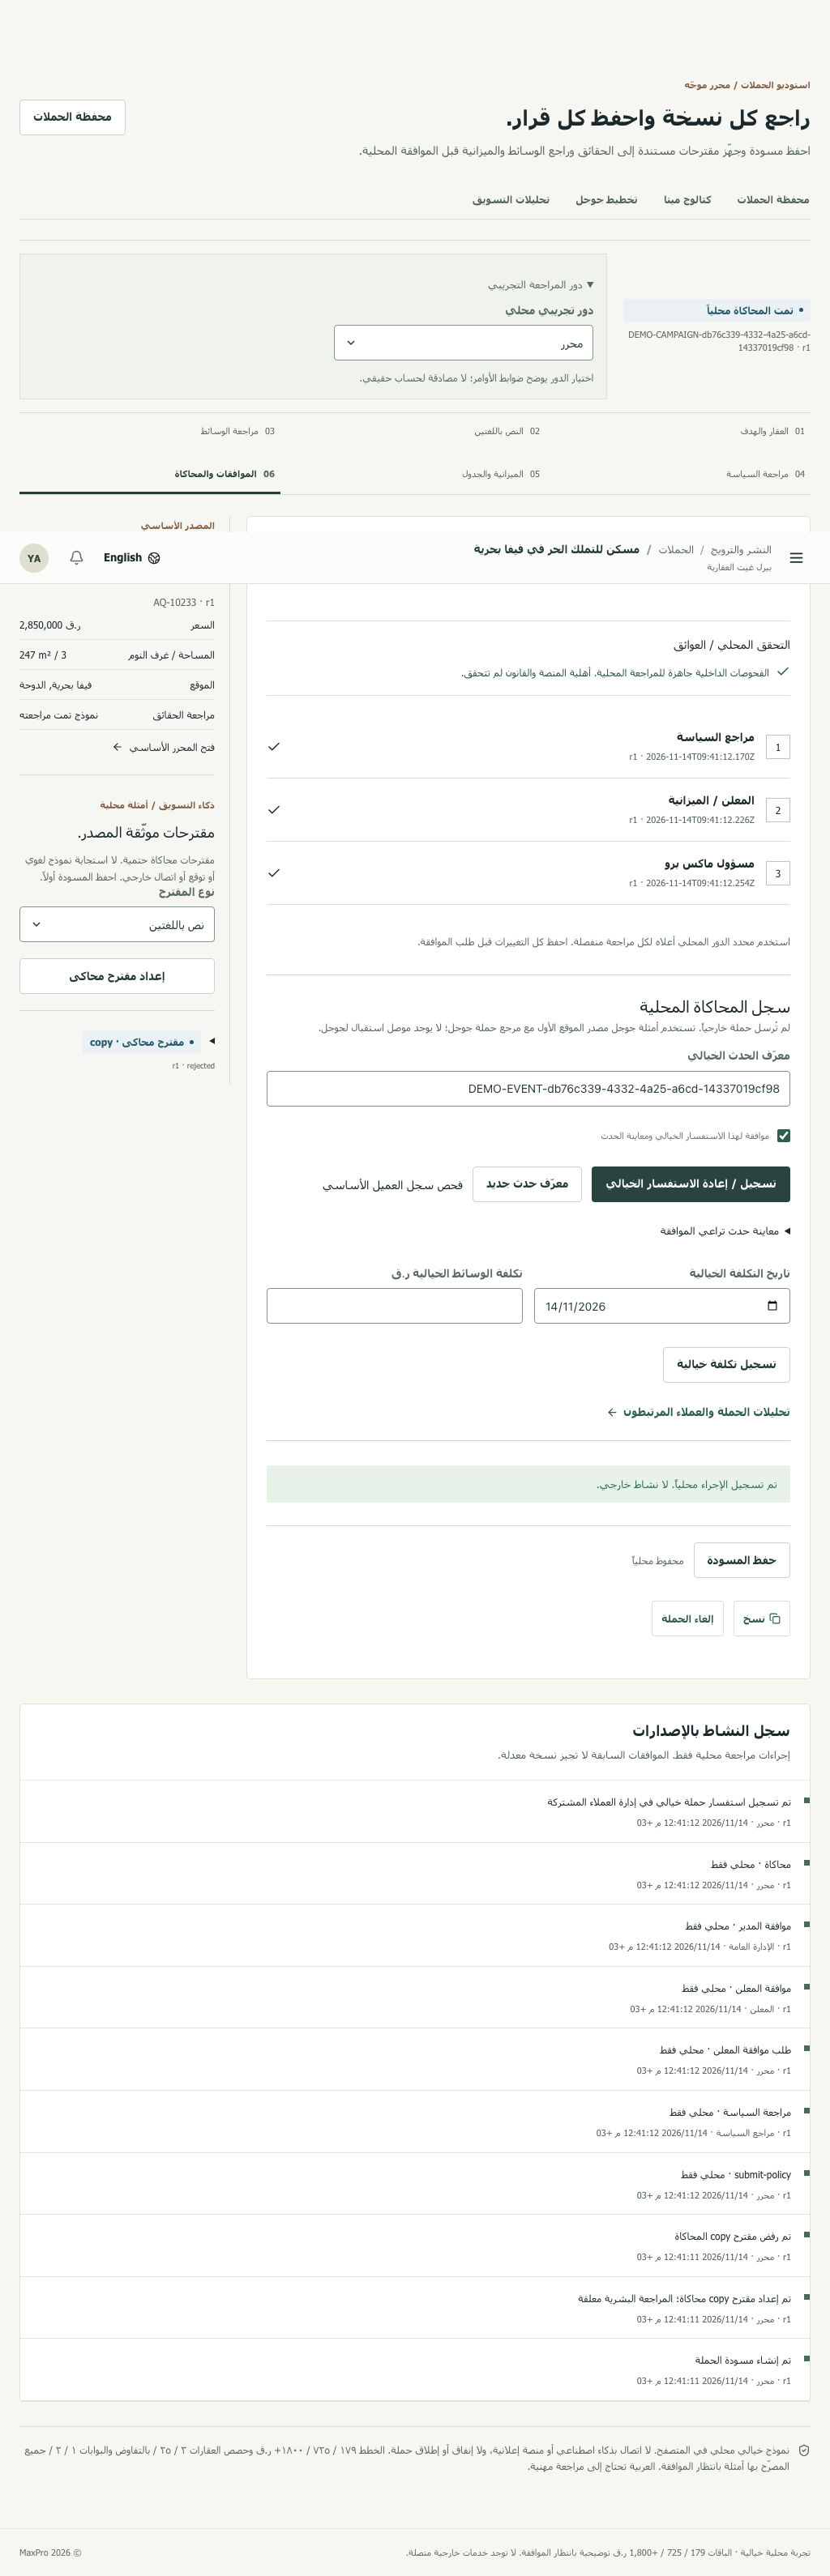 استوديو الحملات / محرر موجّه
راجع كل نسخة واحفظ كل قرار.
محفظة الحملات
احفظ مسودة وجهّز مقترحات مستندة إلى الحقائق وراجع الوسائط والميزانية قبل الموافقة المحلية.
محفظة الحملات
كتالوج ميتا
تخطيط جوجل
تحليلات التسويق
تمت المحاكاة محلياً
DEMO-CAMPAIGN-db76c339-4332-4a25-a6cd-
14337019cf98 · r1
دور المراجعة التجريبي
دور تجريبي محلي
محرر
اختيار الدور يوضح ضوابط الأوامر؛ لا مصادقة لحساب حقيقي.
01 العقار والهدف
02 النص باللغتين
03 مراجعة الوسائط
04 مراجعة السياسة
05 الميزانية والجدول
06 الموافقات والمحاكاة
المصدر الأساسي
النشر والترويج / الحملات / مسكن للتملك الحر في فيفا بحرية
بيرل غيت العقارية
English
YA
AQ-10233 · r1
السعر
ر.ق 2,850,000
المساحة / غرف النوم
247 m² / 3
الموقع
فيفا بحرية, الدوحة
مراجعة الحقائق
نموذج تمت مراجعته
فتح المحرر الأساسي
ذكاء التسويق / أمثلة محلية
مقترحات موثّقة المصدر.
مقترحات محاكاة حتمية. لا استجابة نموذج لغوي
أو توقع أو اتصال خارجي. احفظ المسودة أولاً.
نوع المقترح
نص باللغتين
إعداد مقترح محاكى
مقترح محاكى · copy
r1 · rejected
التحقق المحلي / العوائق
الفحوصات الداخلية جاهزة للمراجعة المحلية. أهلية المنصة والقانون لم تتحقق.
1
مراجع السياسة
r1 · 2026-11-14T09:41:12.170Z
2
المعلن / الميزانية
r1 · 2026-11-14T09:41:12.226Z
3
مسؤول ماكس برو
r1 · 2026-11-14T09:41:12.254Z
استخدم محدد الدور المحلي أعلاه لكل مراجعة منفصلة. احفظ كل التغييرات قبل طلب الموافقة.
سجل المحاكاة المحلية
لم تُرسل حملة خارجياً. تستخدم أمثلة جوجل مصدر الموقع الأول مع مرجع حملة جوجل؛ لا يوجد موصل استقبال لجوجل.
معرّف الحدث الخيالي
DEMO-EVENT-db76c339-4332-4a25-a6cd-14337019cf98
موافقة لهذا الاستفسار الخيالي ومعاينة الحدث
تسجيل / إعادة الاستفسار الخيالي
معرّف حدث جديد
فحص سجل العميل الأساسي
معاينة حدث تراعي الموافقة
تاريخ التكلفة الخيالية
14/11/2026
تكلفة الوسائط الخيالية ر.ق
تسجيل تكلفة خيالية
تحليلات الحملة والعملاء المرتبطون
تم تسجيل الإجراء محلياً. لا نشاط خارجي.
حفظ المسودة
محفوظ محلياً
نسخ
إلغاء الحملة
سجل النشاط بالإصدارات
إجراءات مراجعة محلية فقط. الموافقات السابقة لا تجيز نسخة معدلة.
تم تسجيل استفسار حملة خيالي في إدارة العملاء المشتركة
r1 · محرر · 2026/11/14 12:41:12 م +03
محاكاة · محلي فقط
r1 · محرر · 2026/11/14 12:41:12 م +03
موافقة المدير · محلي فقط
r1 · الإدارة العامة · 2026/11/14 12:41:12 م +03
موافقة المعلن · محلي فقط
r1 · المعلن · 2026/11/14 12:41:12 م +03
طلب موافقة المعلن · محلي فقط
r1 · محرر · 2026/11/14 12:41:12 م +03
مراجعة السياسة · محلي فقط
r1 · مراجع السياسة · 2026/11/14 12:41:12 م +03
submit-policy · محلي فقط
r1 · محرر · 2026/11/14 12:41:12 م +03
تم رفض مقترح copy المحاكاة
r1 · محرر · 2026/11/14 12:41:11 م +03
تم إعداد مقترح copy محاكاة؛ المراجعة البشرية معلقة
r1 · محرر · 2026/11/14 12:41:11 م +03
تم إنشاء مسودة الحملة
r1 · محرر · 2026/11/14 12:41:11 م +03
نموذج خيالي محلي في المتصفح. لا اتصال بذكاء اصطناعي أو منصة إعلانية، ولا إنفاق أو إطلاق حملة. الخطط ١٧٩ / ٧٢٥ / ١٨٠٠+ ر.ق وحصص العقارات ٣ / ٢٥ / بالتفاوض والبوابات ١ / ٢ / جميع
المصرّح بها أمثلة بانتظار الموافقة. العربية تحتاج إلى مراجعة مهنية.
تجربة محلية خيالية · الباقات 179 / 725 / +1,800 ر.ق توضيحية بانتظار الموافقة. لا توجد خدمات خارجية متصلة.
© 2026 MaxPro